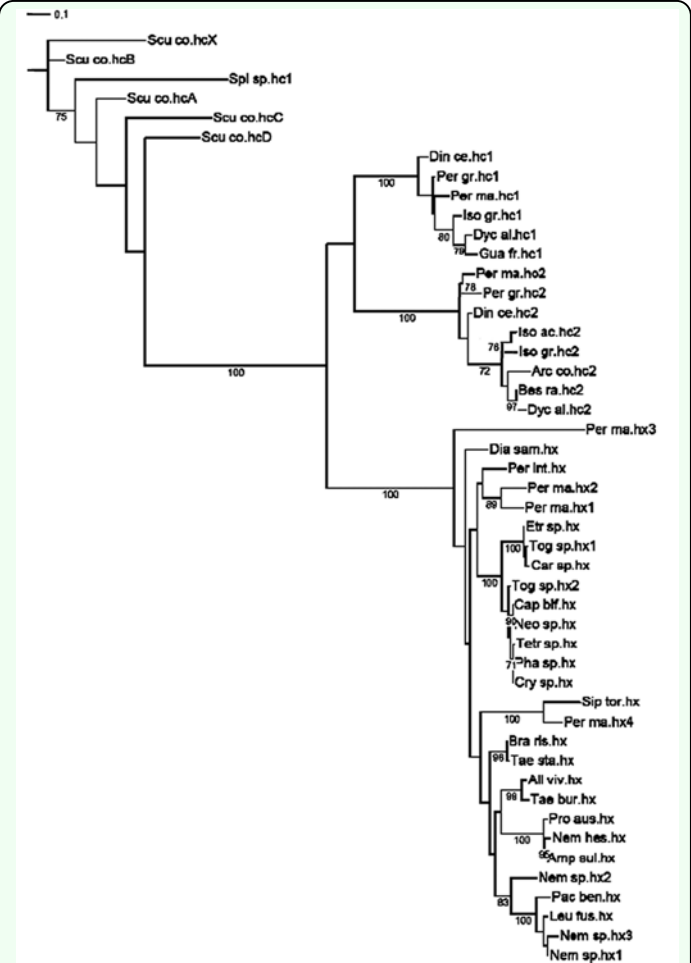 0.1
Scu co.hcX
Scu co.hcB
Spl sp.hc1
75
Scu co.hcA
Scu co.hcC
Scu co.hcD
Din ce.hc1
Per gr.hc1
100
Per ma.hc1
Iso gr.hc1
80
Dyc al.hc1
79
Gua fr.hc1
Per ma.hc2
78
Per gr.hc2
Din ce.hc2
100
Iso ac.hc2
76
Iso gr.hc2
72
Arc co.hc2
100
Bes ra.hc2
97
Dyc al.hc2
Per ma.hx3
Dia sam.hx
Per int.hx
100
Per ma.hx2
89
Per ma.hx1
Etr sp.hx
100
Tog sp.hx1
Car sp.hx
100
Tog sp.hx2
Cap blf.hx
90
Neo sp.hx
Tetr sp.hx
71
Pha sp.hx
Cry sp.hx
Sip tor.hx
100
Per ma.hx4
Bra ris.hx
96
Tae sta.hx
All viv.hx
98
Tae bur.hx
Pro aus.hx
100
Nem hes.hx
95
Amp sul.hx
Nem sp.hx2
83
Pac ben.hx
100
Leu fus.hx
Nem sp.hx3
Nem sp.hx1